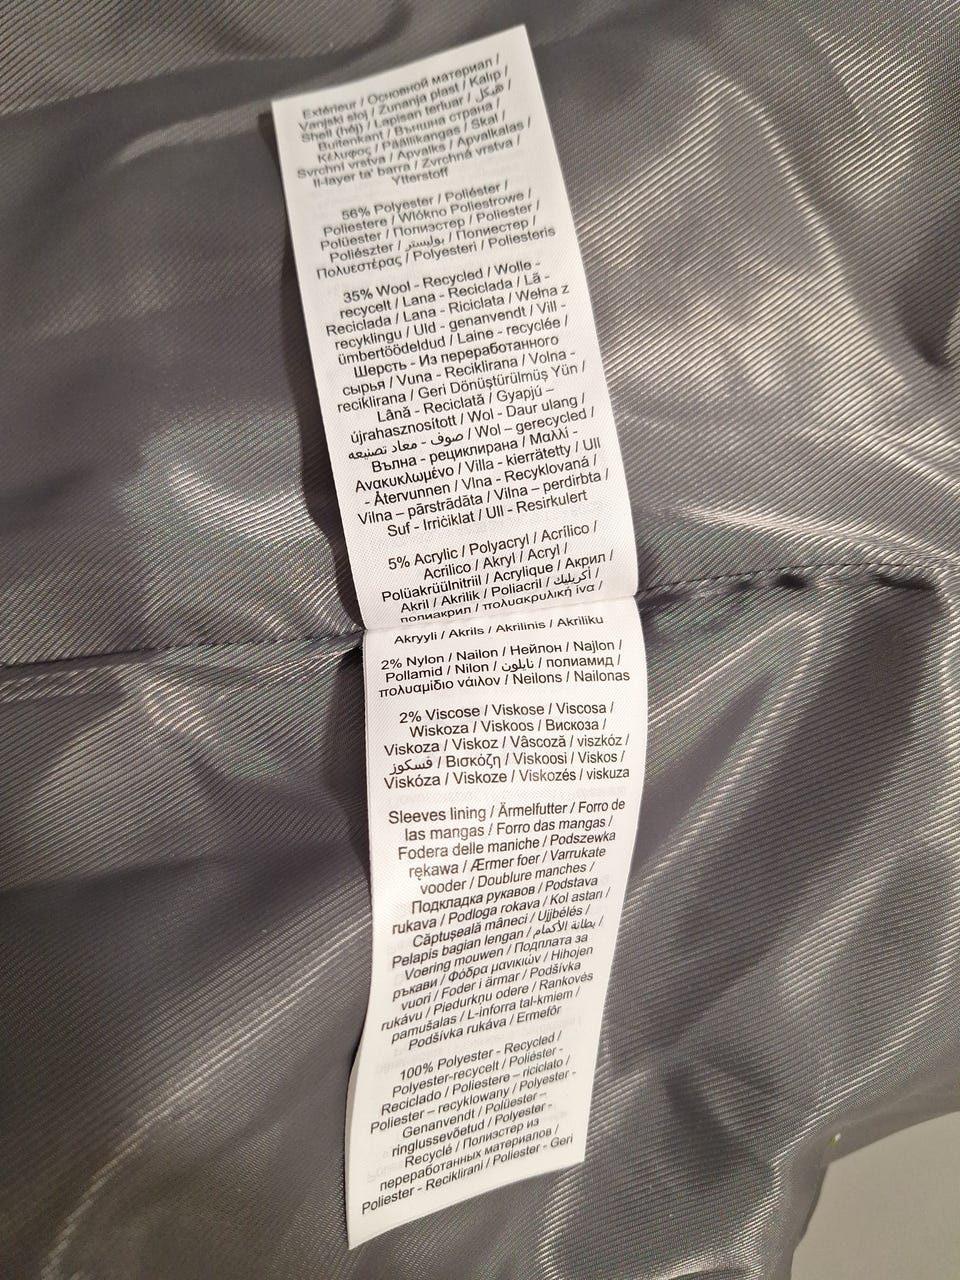 Extérieur / Основной материал /
Vanjski sloj / Zunanja plast / Kalıp /
Shell (héj) / Lapisan terluar / هيكل /
Buitenkant / Външна страна /
Κέλυφος / Päällikangas / Skal /
Svrchní vrstva / Apvalks / Apvalkalas /
Il-layer ta' barra / Zvrchná vrstva /
Ytterstoff
56% Polyester / Poliéster /
Poliestere / Włókno Poliestrowe /
Polüester / Полиэстер / Poliester /
Poliészter / بوليستر / Полиестер /
Πολυεστέρας / Polyesteri / Poliesteris
35% Wool - Recycled / Wolle -
recycelt / Lana - Reciclada / Lã -
Reciclada / Lana - Riciclata / Wełna z
recyklingu / Uld - genanvendt / Vill -
ümbertöödeldud / Laine - recyclée /
Шерсть - Из переработанного
сырья / Vuna - Reciklirana / Volna -
reciklirana / Geri Dönüştürülmüş Yün /
Lână - Reciclată / Gyapjú –
újrahasznosított / Wol - Daur ulang /
صوف - معاد تصنيعه / Wol – gerecycled /
Вълна - рециклирана / Μαλλί -
Ανακυκλωμένο / Villa - kierrätetty / Ull
- Återvunnen / Vlna - Recyklovaná /
Vilna – pārstrādāta / Vilna – perdirbta /
Suf - Irriċiklat / Ull - Resirkulert
5% Acrylic / Polyacryl / Acrílico /
Acrilico / Akryl / Acryl /
Polüakrüülnitriil / Acrylique / Акрил /
Akril / Akrilik / Poliacril / أكريليك /
полиакрил / πολυακρυλική ίνα /
Akryyli / Akrils / Akrilinis / Akriliku
2% Nylon / Nailon / Нейлон / Najlon /
Poliamid / Nilon / نايلون / полиамид /
πολυαμίδιο νάιλον / Neilons / Nailonas
2% Viscose / Viskose / Viscosa /
Wiskoza / Viskoos / Вискоза /
Viskoza / Viskoz / Vâscoză / viszkóz /
فسكوز / Βισκόζη / Viskoosi / Viskos /
Viskóza / Viskoze / Viskozés / viskuza
Sleeves lining / Ärmelfutter / Forro de
las mangas / Forro das mangas /
Fodera delle maniche / Podszewka
rękawa / Ærmer foer / Varrukate
vooder / Doublure manches /
Подкладка рукавов / Podstava
rukava / Podloga rokava / Kol astarı /
Căptușeală mâneci / Ujjbélés /
Pelapis bagian lengan / بطانة الأكمام /
Voering mouwen / Подплата за
ръкави / Φόδρα μανικιών / Hihojen
vuori / Foder i ärmar / Podšívka
rukávu / Piedurkņu odere / Rankovės
pamušalas / L-inforra tal-kmiem /
Podšívka rukáva / Ermefôr
100% Polyester - Recycled /
Polyester-recycelt / Poliéster -
Reciclado / Poliestere – riciclato /
Poliester – recyklowany / Polyester -
Genanvendt / Polüester –
ringlussevõetud / Polyester -
Recyclé / Полиэстер из
переработанных материалов /
Poliester - Reciklirani / Poliester - Geri